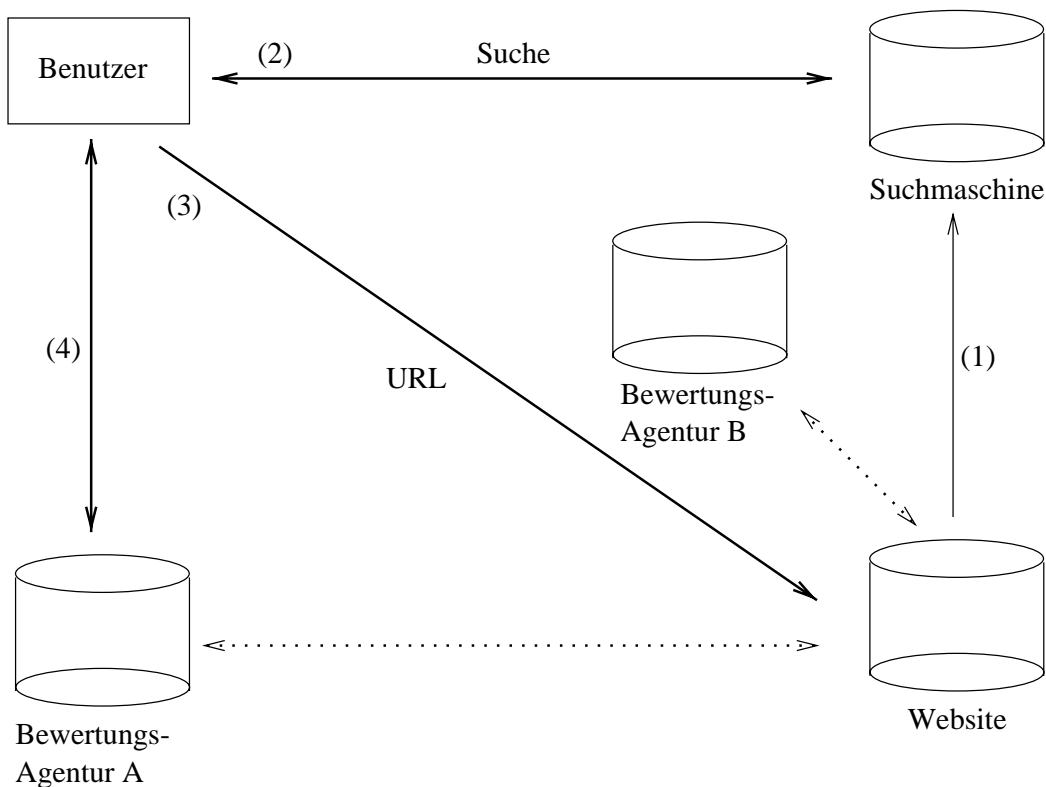 Benutzer
(2)
Suche
Suchmaschine
(3)
(4)
URL
(1)
Bewertungs-
Agentur B
Website
Bewertungs-
Agentur A